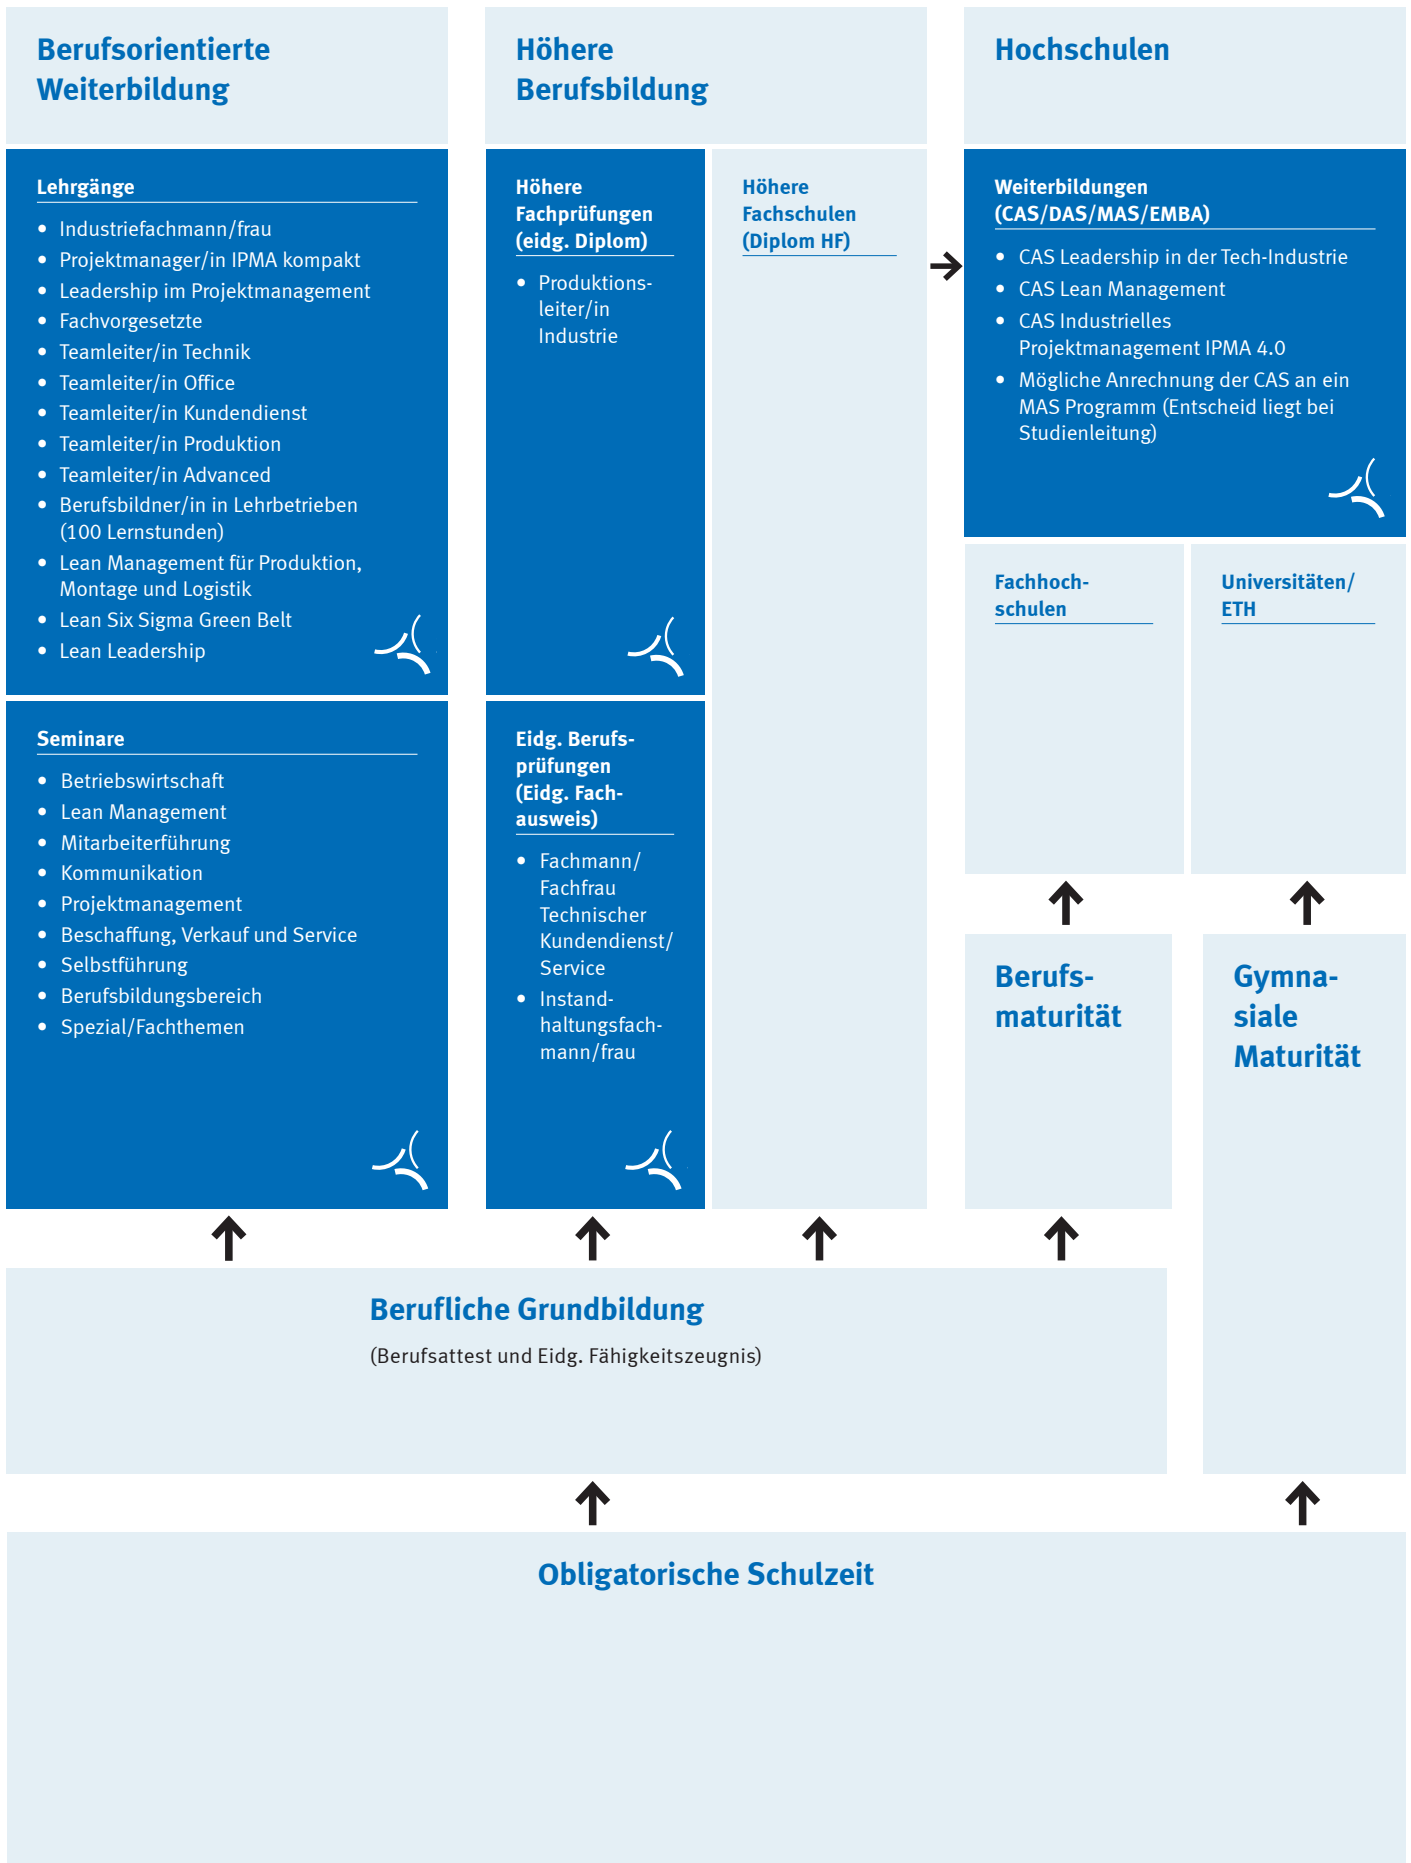 Berufsorientierte
Weiterbildung
Lehrgänge
• Industriefachmann/frau
• Projektmanager/in IPMA kompakt
• Leadership im Projektmanagement
• Fachvorgesetzte
• Teamleiter/in Technik
• Teamleiter/in Office
• Teamleiter/in Kundendienst
• Teamleiter/in Produktion
• Teamleiter/in Advanced
• Berufsbildner/in in Lehrbetrieben
(100 Lernstunden)
• Lean Management für Produktion,
Montage und Logistik
• Lean Six Sigma Green Belt
• Lean Leadership
Seminare
• Betriebswirtschaft
• Lean Management
• Mitarbeiterführung
• Kommunikation
• Projektmanagement
• Beschaffung, Verkauf und Service
• Selbstführung
• Berufsbildungsbereich
• Spezial/Fachthemen
Höhere
Berufsbildung
Höhere
Fachprüfungen
(eidg. Diplom)
• Produktions-
leiter/in
Industrie
Eidg. Berufs-
prüfungen
(Eidg. Fach-
ausweis)
• Fachmann/
Fachfrau
Technischer
Kundendienst/
Service
• Instand-
haltungsfach-
mann/frau
Höhere
Fachschulen
(Diplom HF)
Hochschulen
Weiterbildungen
(CAS/DAS/MAS/EMBA)
• CAS Leadership in der Tech-Industrie
• CAS Lean Management
• CAS Industrielles
Projektmanagement IPMA 4.0
• Mögliche Anrechnung der CAS an ein
MAS Programm (Entscheid liegt bei
Studienleitung)
Fachhoch-
schulen
Universitäten/
ETH
Berufs-
maturität
Gymna-
siale
Maturität
Berufliche Grundbildung
(Berufsattest und Eidg. Fähigkeitszeugnis)
Obligatorische Schulzeit